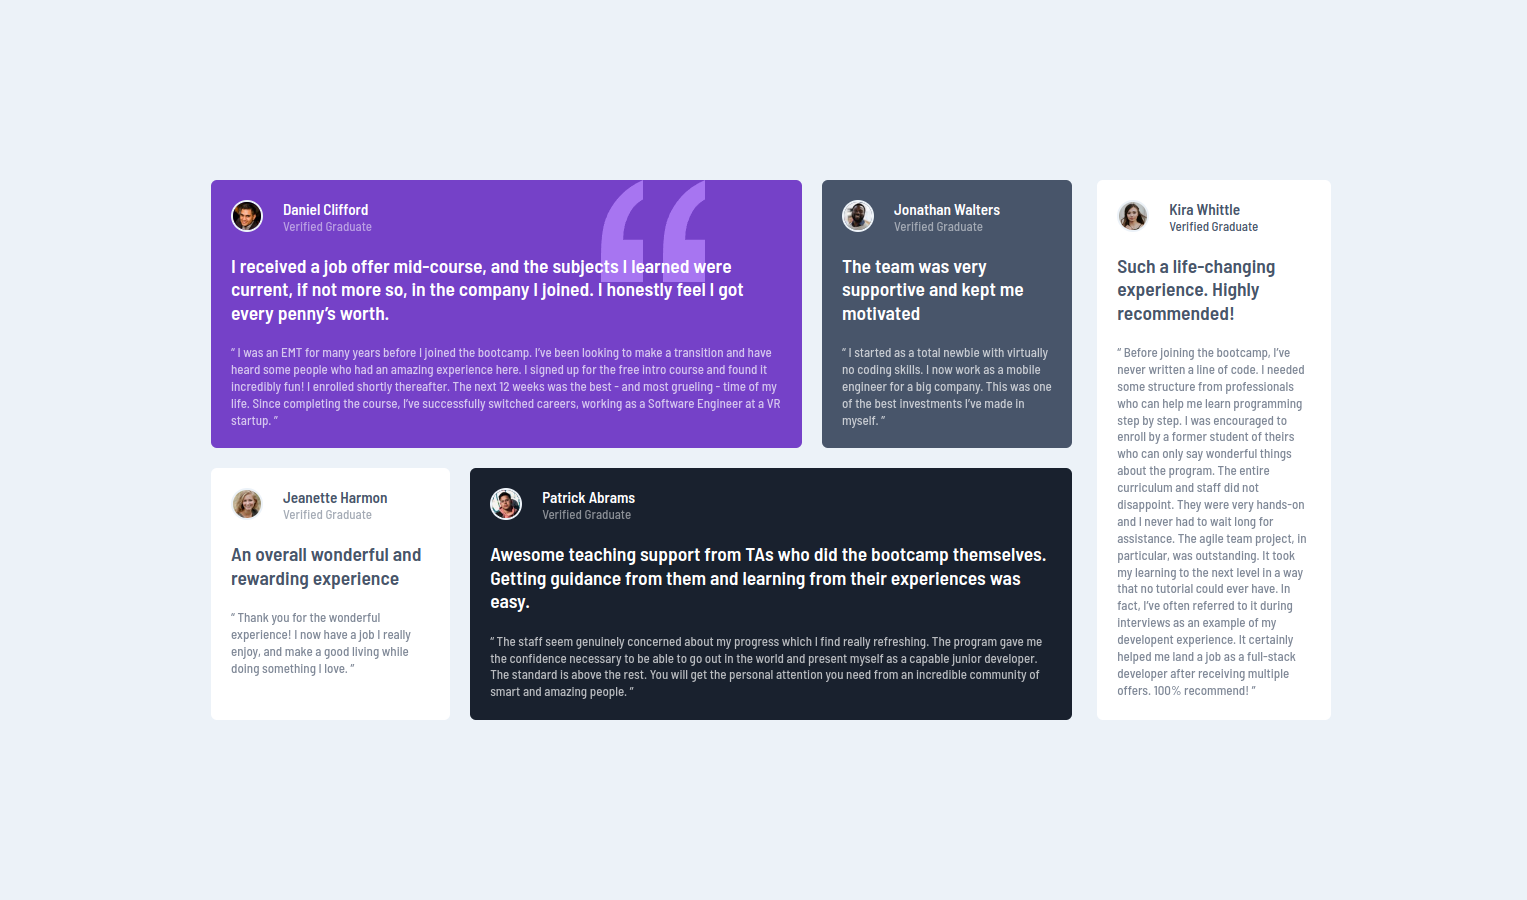 Daniel Clifford
Verified Graduate
I received a job offer mid-course, and the subjects I learned were
current, if not more so, in the company I joined. I honestly feel I got
every penny’s worth.
“ I was an EMT for many years before I joined the bootcamp. I’ve been looking to make a transition and have
heard some people who had an amazing experience here. I signed up for the free intro course and found it
incredibly fun! I enrolled shortly thereafter. The next 12 weeks was the best - and most grueling - time of my
life. Since completing the course, I’ve successfully switched careers, working as a Software Engineer at a VR
startup. ”
Jonathan Walters
Verified Graduate
The team was very
supportive and kept me
motivated
“ I started as a total newbie with virtually
no coding skills. I now work as a mobile
engineer for a big company. This was one
of the best investments I’ve made in
myself. ”
Kira Whittle
Verified Graduate
Such a life-changing
experience. Highly
recommended!
“ Before joining the bootcamp, I’ve
never written a line of code. I needed
some structure from professionals
who can help me learn programming
step by step. I was encouraged to
enroll by a former student of theirs
who can only say wonderful things
about the program. The entire
curriculum and staff did not
disappoint. They were very hands-on
and I never had to wait long for
assistance. The agile team project, in
particular, was outstanding. It took
my learning to the next level in a way
that no tutorial could ever have. In
fact, I’ve often referred to it during
interviews as an example of my
developent experience. It certainly
helped me land a job as a full-stack
developer after receiving multiple
offers. 100% recommend! ”
Jeanette Harmon
Verified Graduate
An overall wonderful and
rewarding experience
“ Thank you for the wonderful
experience! I now have a job I really
enjoy, and make a good living while
doing something I love. ”
Patrick Abrams
Verified Graduate
Awesome teaching support from TAs who did the bootcamp themselves.
Getting guidance from them and learning from their experiences was
easy.
“ The staff seem genuinely concerned about my progress which I find really refreshing. The program gave me
the confidence necessary to be able to go out in the world and present myself as a capable junior developer.
The standard is above the rest. You will get the personal attention you need from an incredible community of
smart and amazing people. ”